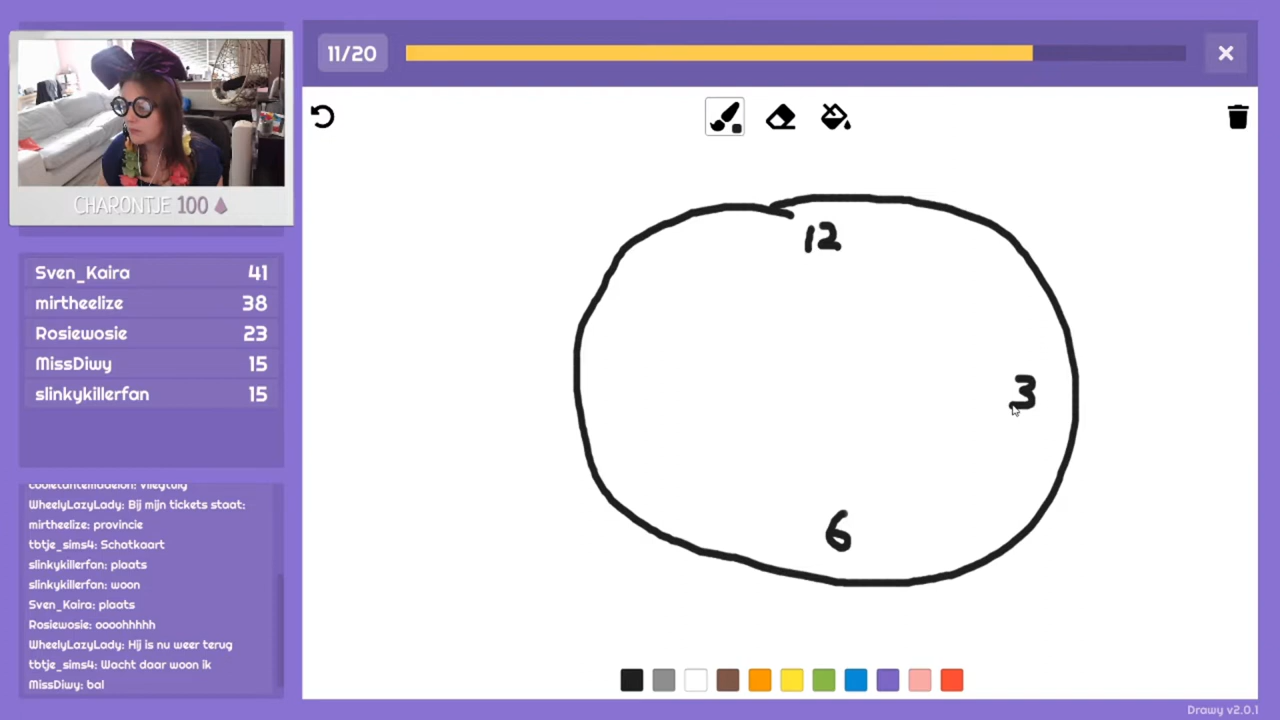 11/20
CHARONTJE 100
Sven_Kaira 41
mirtheelize 38
Rosiewosie 23
MissDiwy 15
slinkykillerfan 15
WheelyLazyLady: Bij mijn tickets staat:
mirtheelize: provincie
tbtje_sims4: Schatkaart
slinkykillerfan: plaats
slinkykillerfan: woon
Sven_Kaira: plaats
Rosiewosie: oooohhhhh
WheelyLazyLady: Hij is nu weer terug
tbtje_sims4: Wacht daar woon ik
MissDiwy: bal
12
3
6
Drawy v2.0.1